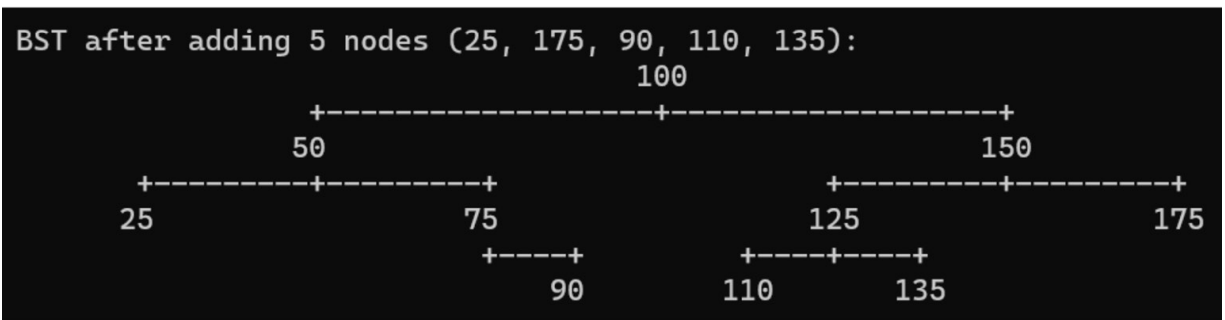 BST after adding 5 nodes (25, 175, 90, 110, 135):
100
+-------------------+-------------------+
50 150
+---------+---------+ +---------+---------+
25 75 125 175
+----+ +----+----+
90 110 135